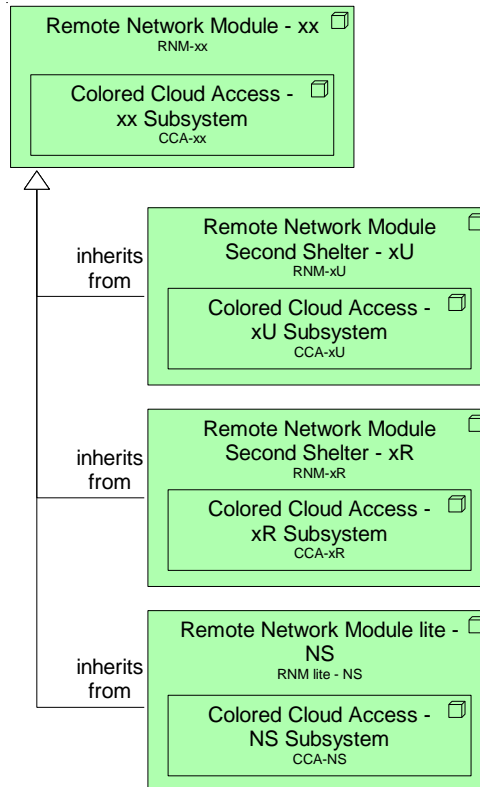 Remote Network Module - xx
RNM-xx
Colored Cloud Access -
xx Subsystem
CCA-xx
Remote Network Module
Second Shelter - xU
RNM-xU
inherits
from
Colored Cloud Access -
xU Subsystem
CCA-xU
Remote Network Module
Second Shelter - xR
RNM-xR
inherits
from
Colored Cloud Access -
xR Subsystem
CCA-xR
Remote Network Module lite -
NS
RNM lite - NS
inherits
from
Colored Cloud Access -
NS Subsystem
CCA-NS